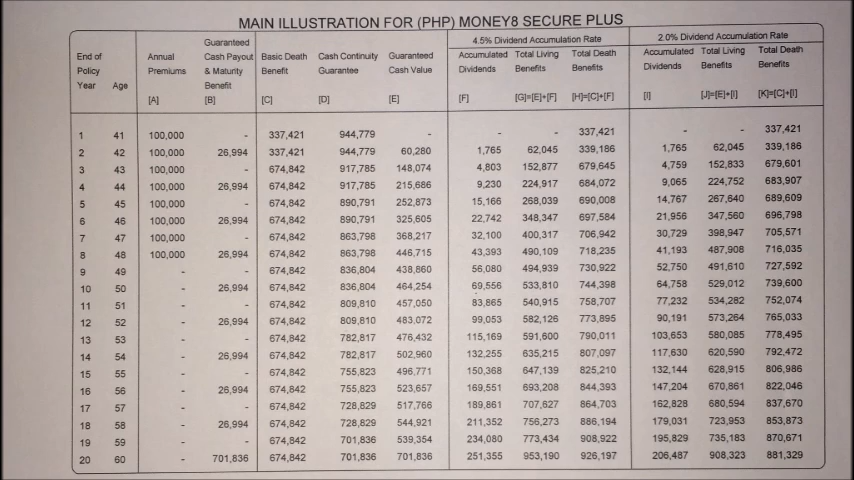 MAIN ILLUSTRATION FOR (PHP) MONEY8 SECURE PLUS
Guaranteed 4.5% Dividend Accumulation Rate 2.0% Dividend Accumulation Rate
End of Annual Cash Payout Basic Death Cash Continuity Guaranteed Accumulated Total Living Total Death Accumulated Total Living Total Death
Policy Premiums & Maturity Benefit Guarantee Cash Value Dividends Benefits Benefits Dividends Benefits Benefits
Year Age Benefit
[A] [B] [C] [D] [E] [F] [G]=[E]+[F] [H]=[C]+[F] [I] [J]=[E]+[I] [K]=[C]+[I]
1 41 100,000 - 337,421 944,779 - - - 337,421 - - 337,421
2 42 100,000 26,994 337,421 944,779 60,280 1,765 62,045 339,186 1,765 62,045 339,186
3 43 100,000 - 674,842 917,785 148,074 4,803 152,877 679,645 4,759 152,833 679,601
4 44 100,000 26,994 674,842 917,785 215,686 9,230 224,917 684,072 9,065 224,752 683,907
5 45 100,000 - 674,842 890,791 252,873 15,166 268,039 690,008 14,767 267,640 689,609
6 46 100,000 26,994 674,842 890,791 325,605 22,742 348,347 697,584 21,956 347,560 696,798
7 47 100,000 - 674,842 863,798 368,217 32,100 400,317 706,942 30,729 398,947 705,571
8 48 100,000 26,994 674,842 863,798 446,715 43,393 490,109 718,235 41,193 487,908 716,035
9 49 - - 674,842 836,804 438,860 56,080 494,939 730,922 52,750 491,610 727,592
10 50 - 26,994 674,842 836,804 464,254 69,556 533,810 744,398 64,758 529,012 739,600
11 51 - - 674,842 809,810 457,050 83,865 540,915 758,707 77,232 534,282 752,074
12 52 - 26,994 674,842 809,810 483,072 99,053 582,126 773,895 90,191 573,264 765,033
13 53 - - 674,842 782,817 476,432 115,169 591,600 790,011 103,653 580,085 778,495
14 54 - 26,994 674,842 782,817 502,960 132,255 635,215 807,097 117,630 620,590 792,472
15 55 - - 674,842 755,823 496,771 150,368 647,139 825,210 132,144 628,915 806,986
16 56 - 26,994 674,842 755,823 523,657 169,551 693,208 844,393 147,204 670,861 822,046
17 57 - - 674,842 728,829 517,766 189,861 707,627 864,703 162,828 680,594 837,670
18 58 - 26,994 674,842 728,829 544,921 211,352 756,273 886,194 179,031 723,953 853,873
19 59 - - 674,842 701,836 539,354 234,080 773,434 908,922 195,829 735,183 870,671
20 60 - 701,836 674,842 701,836 701,836 251,355 953,190 926,197 206,487 908,323 881,329